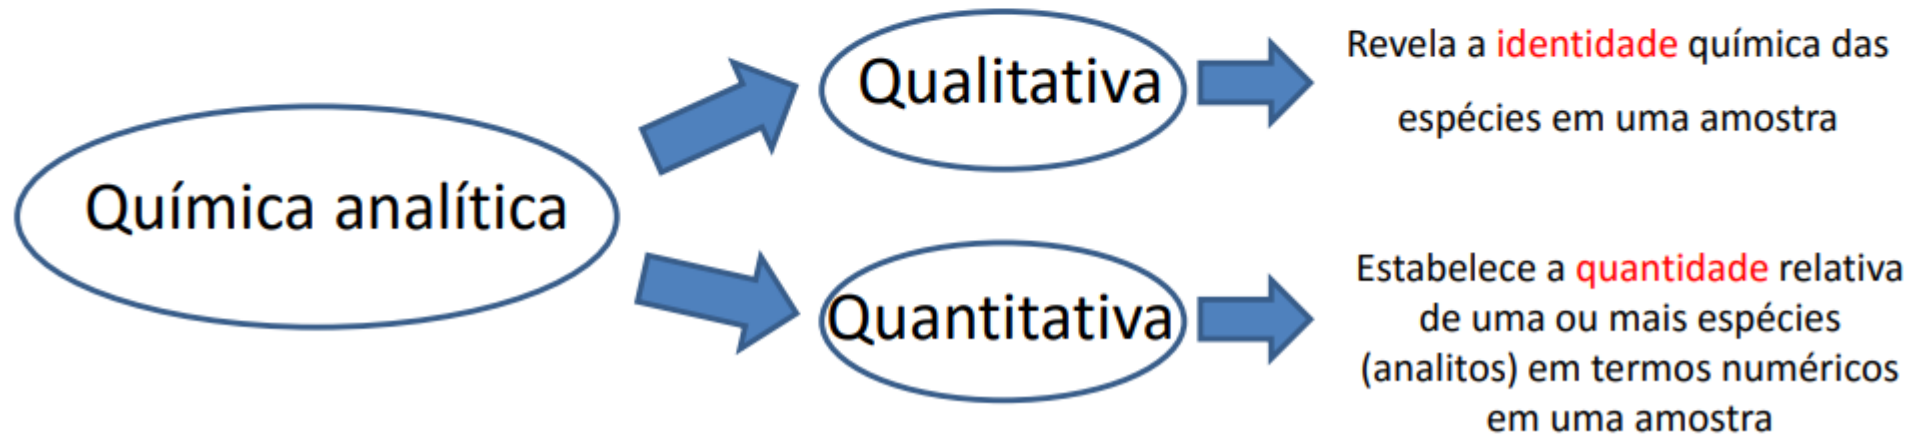 Química analítica
Qualitativa
Revela a identidade química das
espécies em uma amostra
Quantitativa
Estabelece a quantidade relativa
de uma ou mais espécies
(analitos) em termos numéricos
em uma amostra